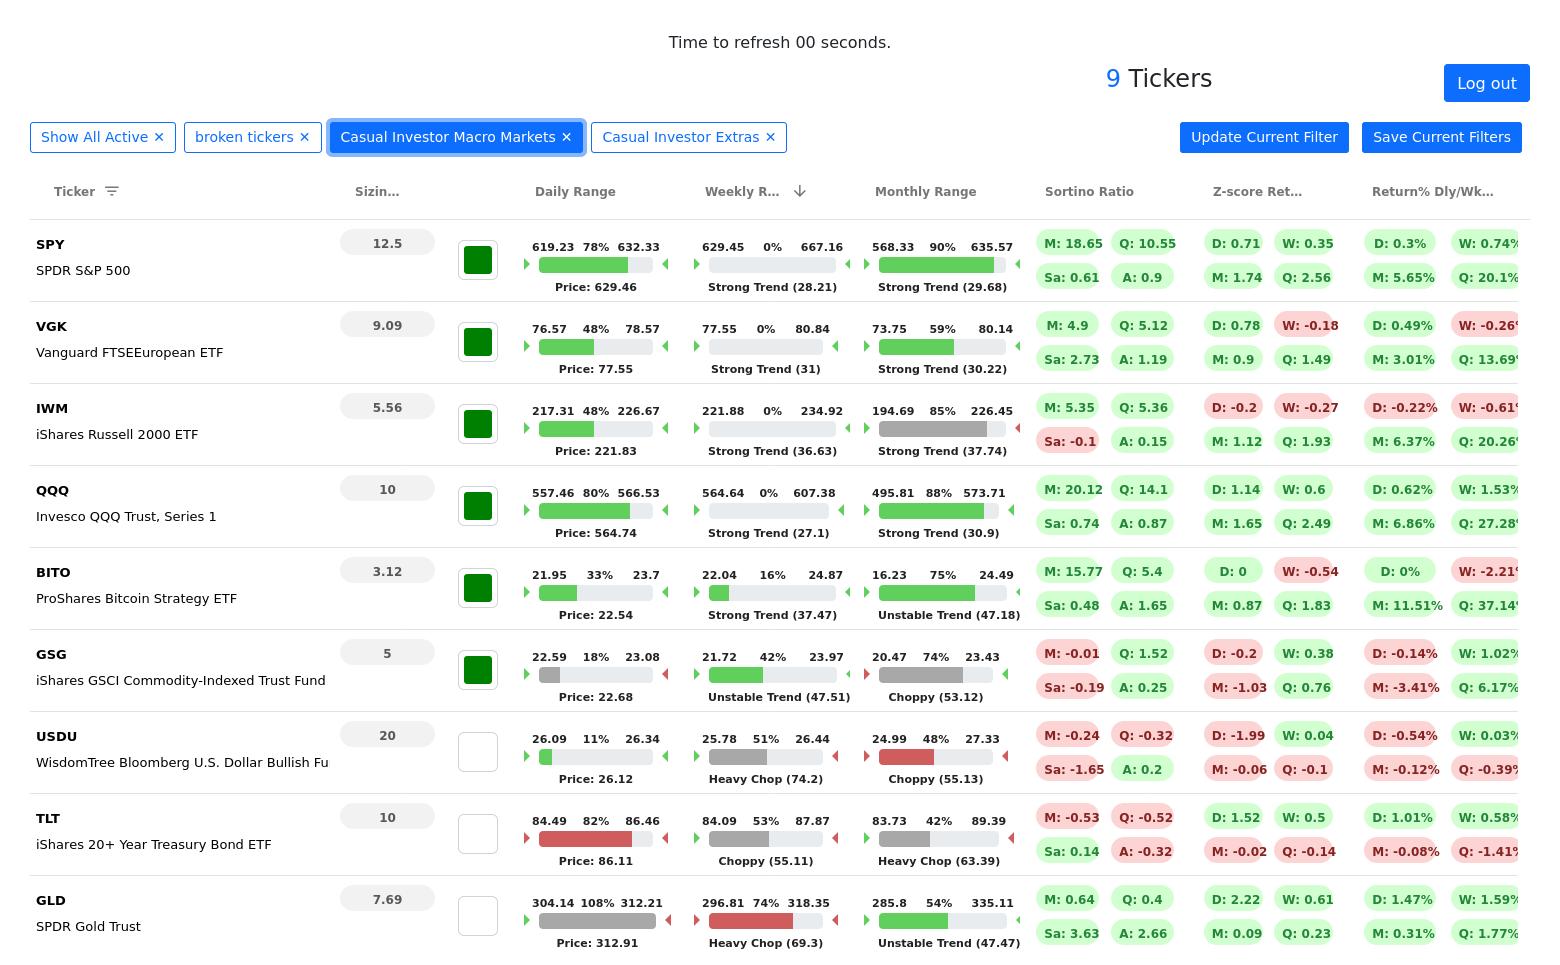 Time to refresh 00 seconds.
9 Tickers
Log out
Show All Active ✕ broken tickers ✕ Casual Investor Macro Markets ✕ Casual Investor Extras ✕ Update Current Filter Save Current Filters
Ticker Sizin… Daily Range Weekly R… Monthly Range Sortino Ratio Z-score Ret… Return% Dly/Wk…
SPY 12.5 619.23 78% 632.33 629.45 0% 667.16 568.33 90% 635.57 M: 18.65 Q: 10.55 D: 0.71 W: 0.35 D: 0.3% W: 0.74%
SPDR S&P 500 Sa: 0.61 A: 0.9 M: 1.74 Q: 2.56 M: 5.65% Q: 20.1%
Price: 629.46 Strong Trend (28.21) Strong Trend (29.68)
VGK 9.09 76.57 48% 78.57 77.55 0% 80.84 73.75 59% 80.14 M: 4.9 Q: 5.12 D: 0.78 W: -0.18 D: 0.49% W: -0.26%
Vanguard FTSEEuropean ETF Sa: 2.73 A: 1.19 M: 0.9 Q: 1.49 M: 3.01% Q: 13.69%
Price: 77.55 Strong Trend (31) Strong Trend (30.22)
IWM 5.56 217.31 48% 226.67 221.88 0% 234.92 194.69 85% 226.45 M: 5.35 Q: 5.36 D: -0.2 W: -0.27 D: -0.22% W: -0.61%
iShares Russell 2000 ETF Sa: -0.1 A: 0.15 M: 1.12 Q: 1.93 M: 6.37% Q: 20.26%
Price: 221.83 Strong Trend (36.63) Strong Trend (37.74)
QQQ 10 557.46 80% 566.53 564.64 0% 607.38 495.81 88% 573.71 M: 20.12 Q: 14.1 D: 1.14 W: 0.6 D: 0.62% W: 1.53%
Invesco QQQ Trust, Series 1 Sa: 0.74 A: 0.87 M: 1.65 Q: 2.49 M: 6.86% Q: 27.28%
Price: 564.74 Strong Trend (27.1) Strong Trend (30.9)
BITO 3.12 21.95 33% 23.7 22.04 16% 24.87 16.23 75% 24.49 M: 15.77 Q: 5.4 D: 0 W: -0.54 D: 0% W: -2.21%
ProShares Bitcoin Strategy ETF Sa: 0.48 A: 1.65 M: 0.87 Q: 1.83 M: 11.51% Q: 37.14%
Price: 22.54 Strong Trend (37.47) Unstable Trend (47.18)
GSG 5 22.59 18% 23.08 21.72 42% 23.97 20.47 74% 23.43 M: -0.01 Q: 1.52 D: -0.2 W: 0.38 D: -0.14% W: 1.02%
iShares GSCI Commodity-Indexed Trust Fund Sa: -0.19 A: 0.25 M: -1.03 Q: 0.76 M: -3.41% Q: 6.17%
Price: 22.68 Unstable Trend (47.51) Choppy (53.12)
USDU 20 26.09 11% 26.34 25.78 51% 26.44 24.99 48% 27.33 M: -0.24 Q: -0.32 D: -1.99 W: 0.04 D: -0.54% W: 0.03%
WisdomTree Bloomberg U.S. Dollar Bullish Fu Sa: -1.65 A: 0.2 M: -0.06 Q: -0.1 M: -0.12% Q: -0.39%
Price: 26.12 Heavy Chop (74.2) Choppy (55.13)
TLT 10 84.49 82% 86.46 84.09 53% 87.87 83.73 42% 89.39 M: -0.53 Q: -0.52 D: 1.52 W: 0.5 D: 1.01% W: 0.58%
iShares 20+ Year Treasury Bond ETF Sa: 0.14 A: -0.32 M: -0.02 Q: -0.14 M: -0.08% Q: -1.41%
Price: 86.11 Choppy (55.11) Heavy Chop (63.39)
GLD 7.69 304.14 108% 312.21 296.81 74% 318.35 285.8 54% 335.11 M: 0.64 Q: 0.4 D: 2.22 W: 0.61 D: 1.47% W: 1.59%
SPDR Gold Trust Sa: 3.63 A: 2.66 M: 0.09 Q: 0.23 M: 0.31% Q: 1.77%
Price: 312.91 Heavy Chop (69.3) Unstable Trend (47.47)